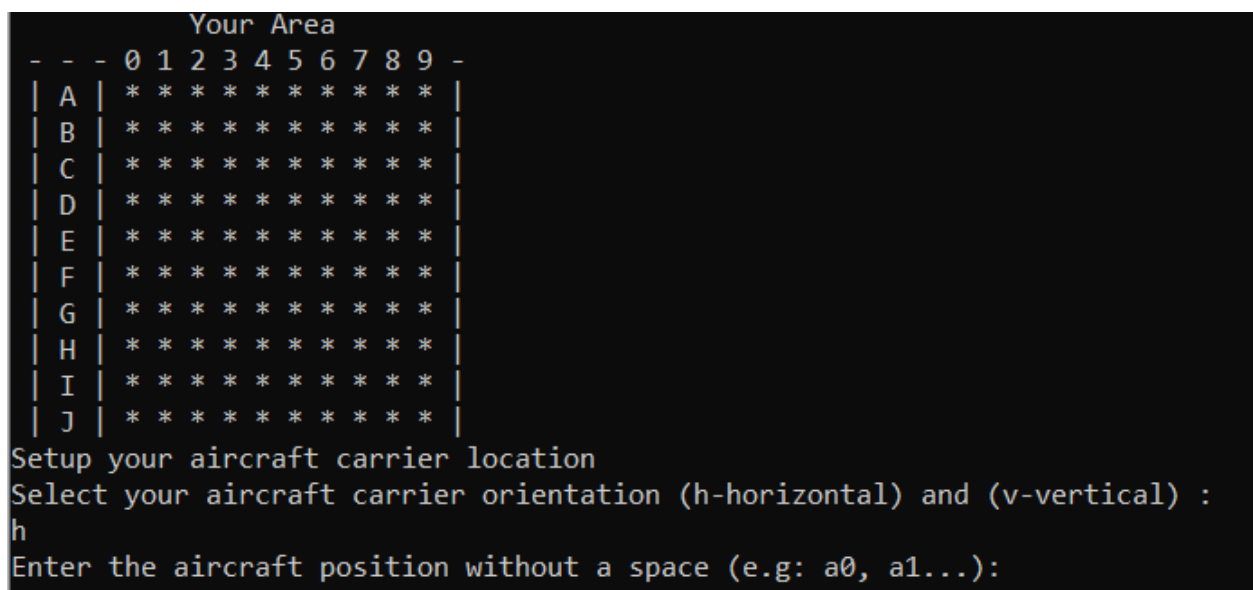 Your Area
- - - 0 1 2 3 4 5 6 7 8 9 -
| A | * * * * * * * * * * |
| B | * * * * * * * * * * |
| C | * * * * * * * * * * |
| D | * * * * * * * * * * |
| E | * * * * * * * * * * |
| F | * * * * * * * * * * |
| G | * * * * * * * * * * |
| H | * * * * * * * * * * |
| I | * * * * * * * * * * |
| J | * * * * * * * * * * |
Setup your aircraft carrier location
Select your aircraft carrier orientation (h-horizontal) and (v-vertical) :
h
Enter the aircraft position without a space (e.g: a0, a1...):